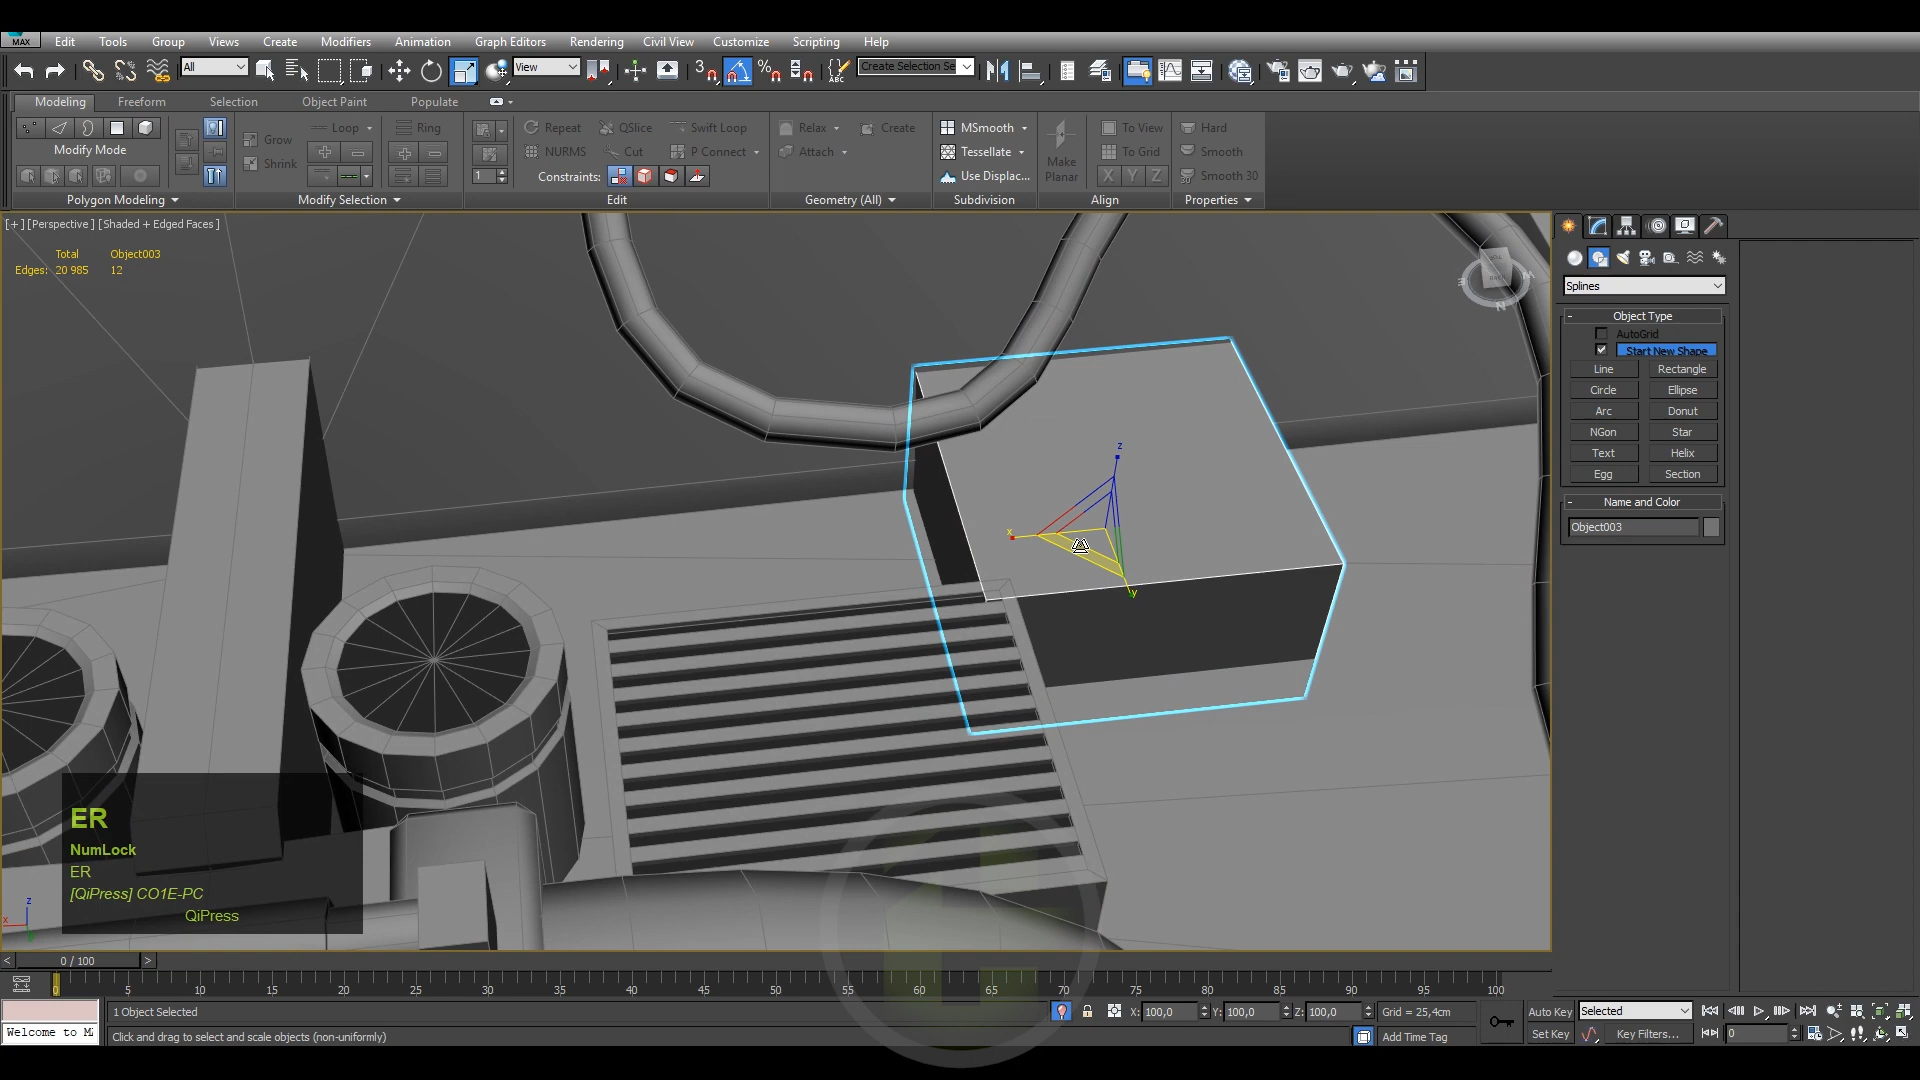 MAX Edit Tools Group Views Create Modifiers Animation Graph Editors Rendering Civil View Customize Scripting Help
All View 3 Create Selection Se
Modeling Freeform Selection Object Paint Populate
Grow Loop Ring Repeat QSlice Swift Loop Relax Create MSmooth To View Hard
Modify Mode Shrink NURMS Cut P Connect Attach Tessellate Make Planar To Grid Smooth
1 Constraints: Use Displac... X Y Z Smooth 30
Polygon Modeling Modify Selection Edit Geometry (All) Subdivision Align Properties
[+] [Perspective] [Shaded + Edged Faces]
Total Object003
Edges: 20 985 12
Splines
- Object Type
AutoGrid
Start New Shape
Line Rectangle
Circle Ellipse
Arc Donut
NGon Star
Text Helix
Egg Section
- Name and Color
Object003
z
x
y
ER
NumLock
ER
[QiPress] CO1E-PC
QiPress
z
x
< 0 / 100 >
0 5 10 15 20 25 30 35 40 45 50 55 60 65 70 75 80 85 90 95 100
1 Object Selected X: 100,0 Y: 100,0 Z: 100,0 Grid = 25,4cm Auto Key Selected
Welcome to M Click and drag to select and scale objects (non-uniformly) Add Time Tag Set Key Key Filters... 0